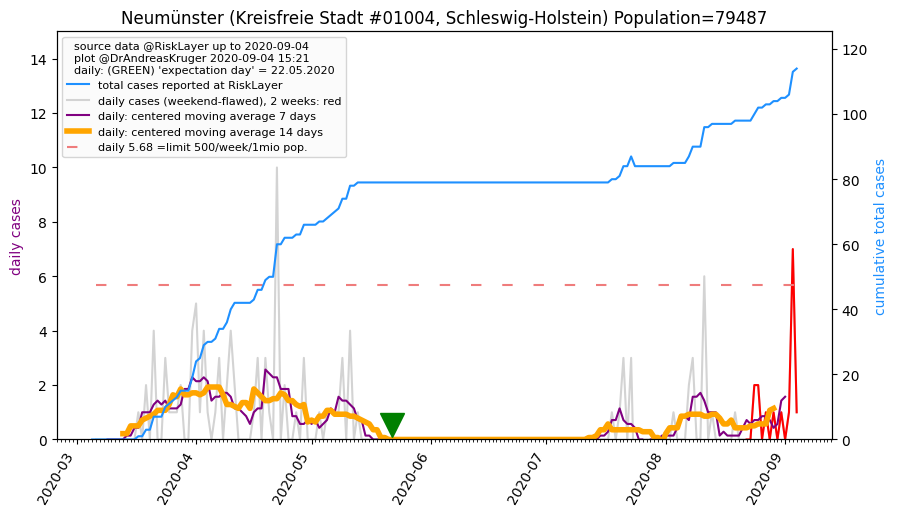 Neumünster (Kreisfreie Stadt #01004, Schleswig-Holstein) Population=79487
source data @RiskLayer up to 2020-09-04
plot @DrAndreasKruger 2020-09-04 15:21
daily: (GREEN) 'expectation day' = 22.05.2020
total cases reported at RiskLayer
daily cases (weekend-flawed), 2 weeks: red
daily: centered moving average 7 days
daily: centered moving average 14 days
daily 5.68 =limit 500/week/1mio pop.
daily cases
14
12
10
8
6
4
2
0
cumulative total cases
120
100
80
60
40
20
0
2020-03
2020-04
2020-05
2020-06
2020-07
2020-08
2020-09